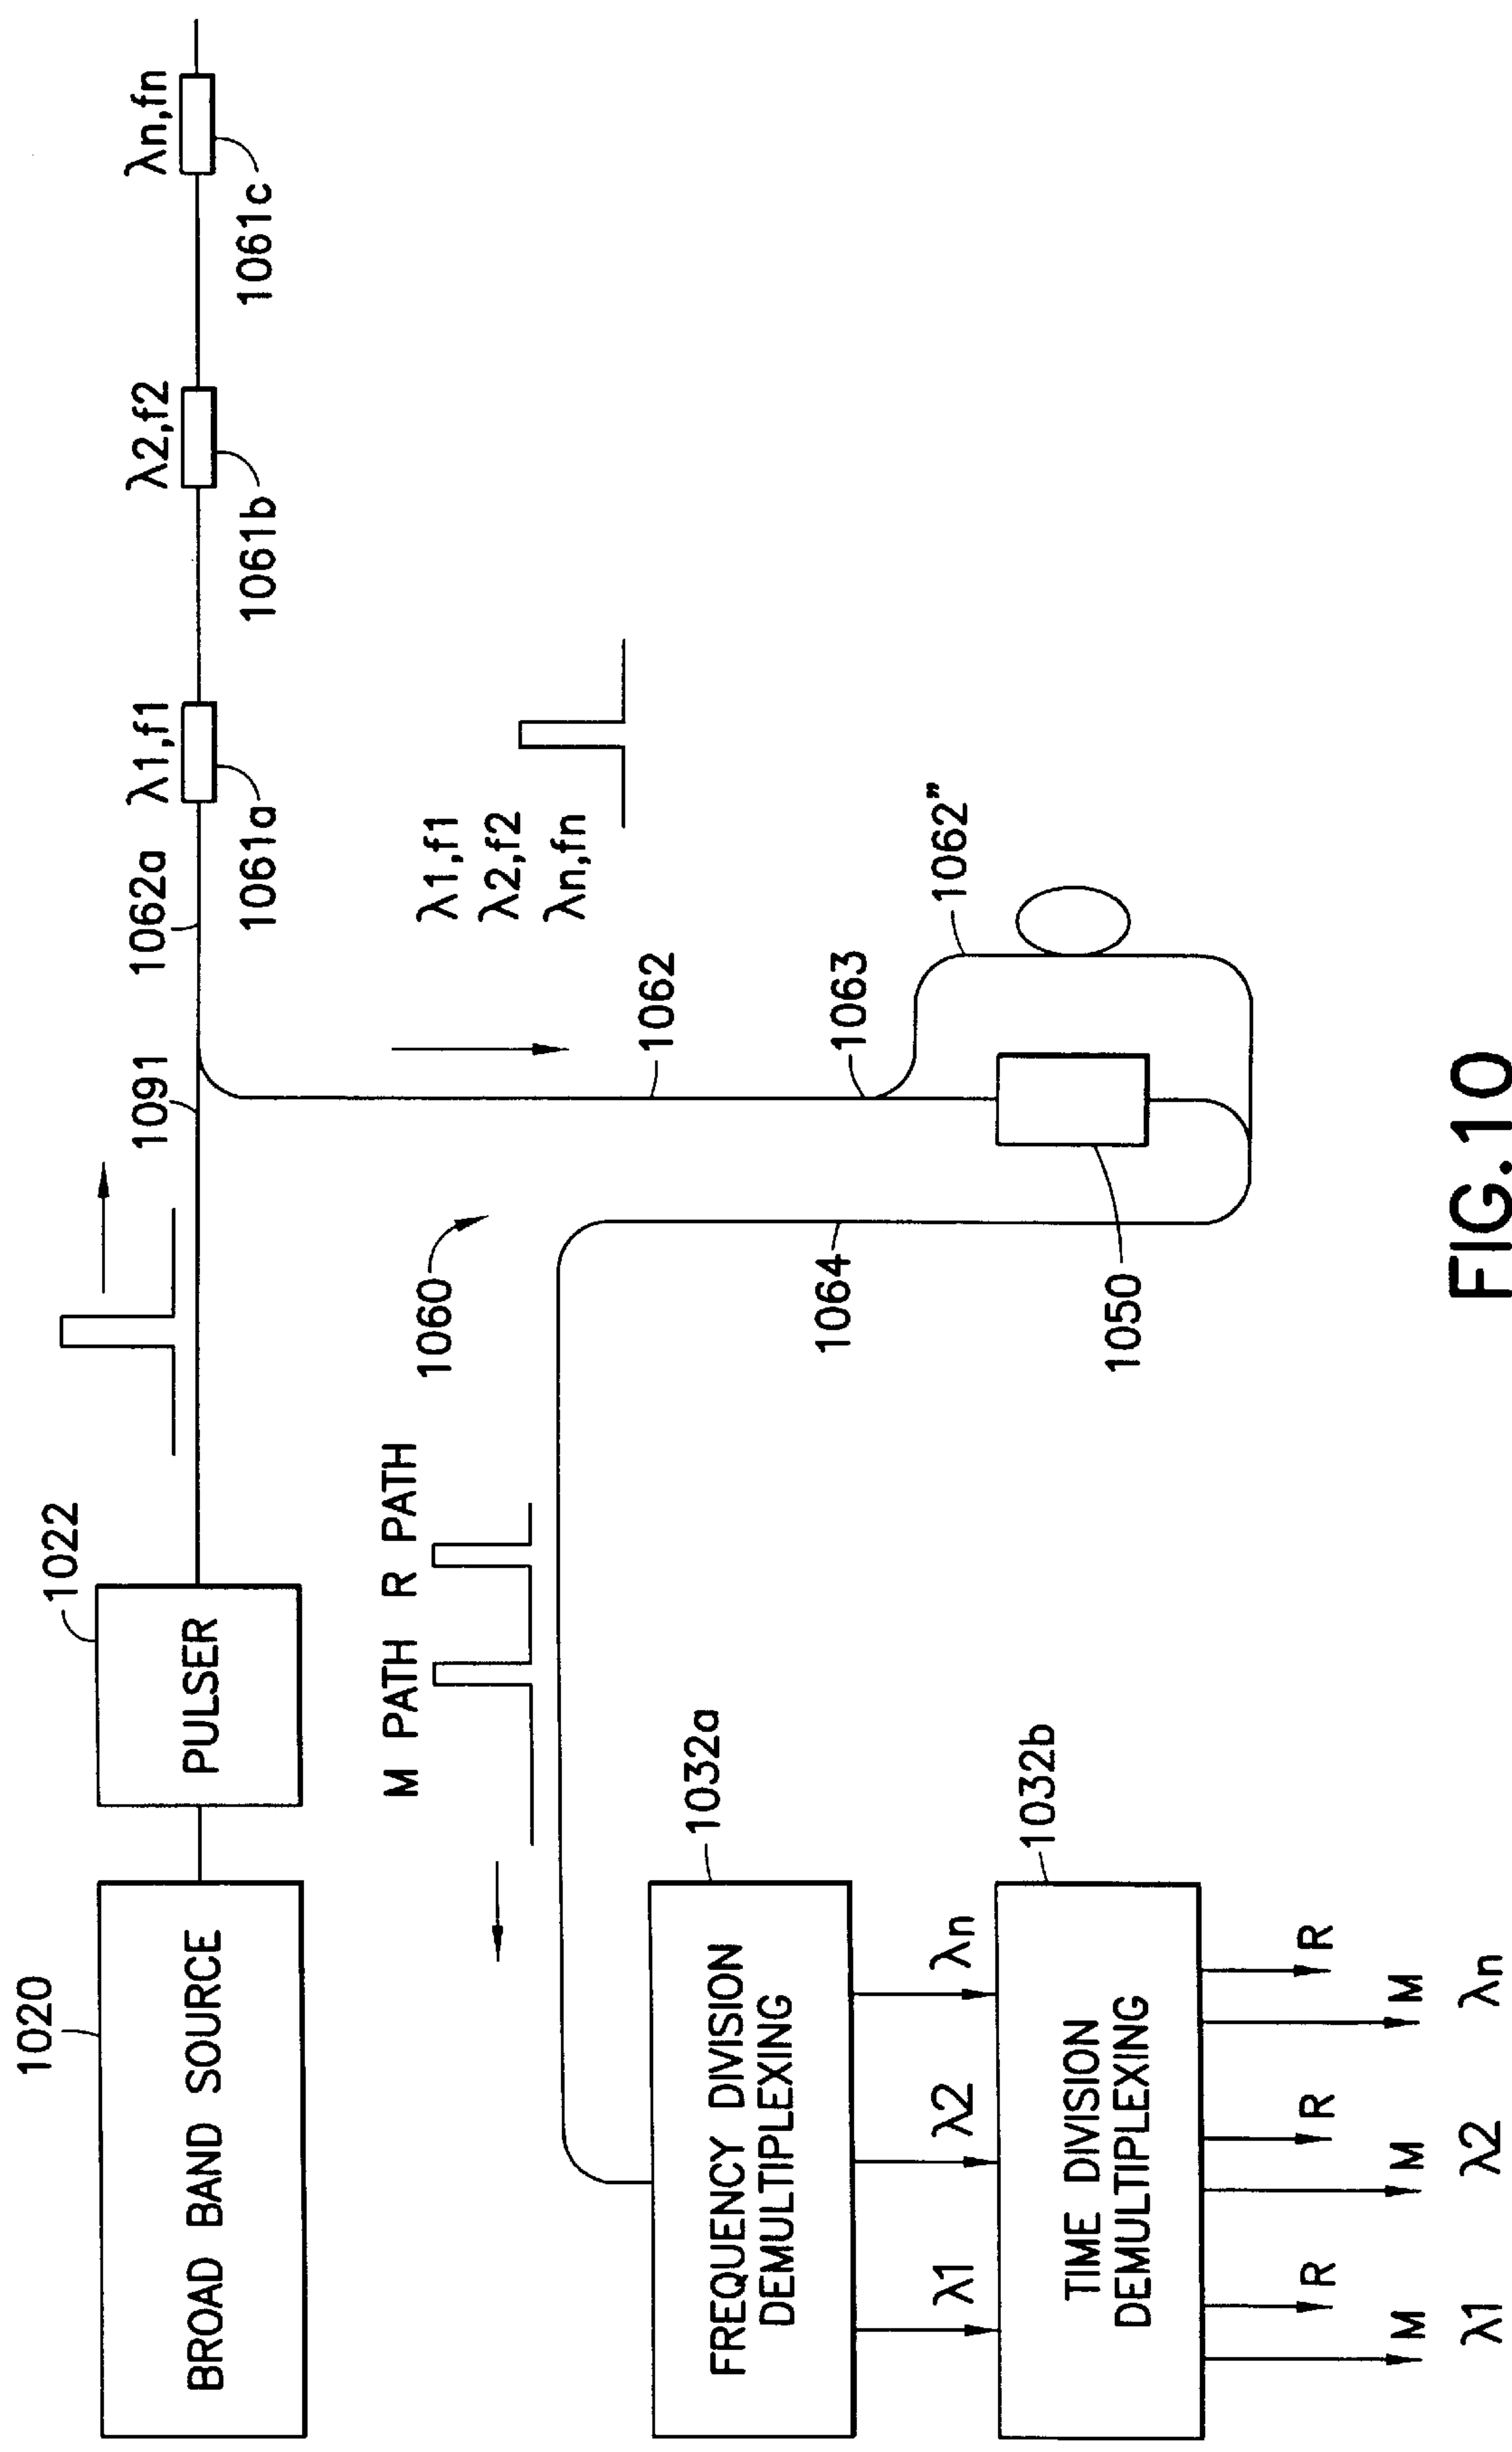 1020
BROAD BAND SOURCE
1022
PULSER
1091
1062a
λ1,f1
1061a
λ2,f2
1061b
λn,fn
1061c
M PATH R PATH
1060
λ1,f1
λ2,f2
λn,fn
1062
1063
1062”
1064
1050
1032a
FREQUENCY DIVISION
DEMULTIPLEXING
λ1 λ2 λn
1032b
TIME DIVISION
DEMULTIPLEXING
R R R
M M M
λ1 λ2 λn
FIG.10